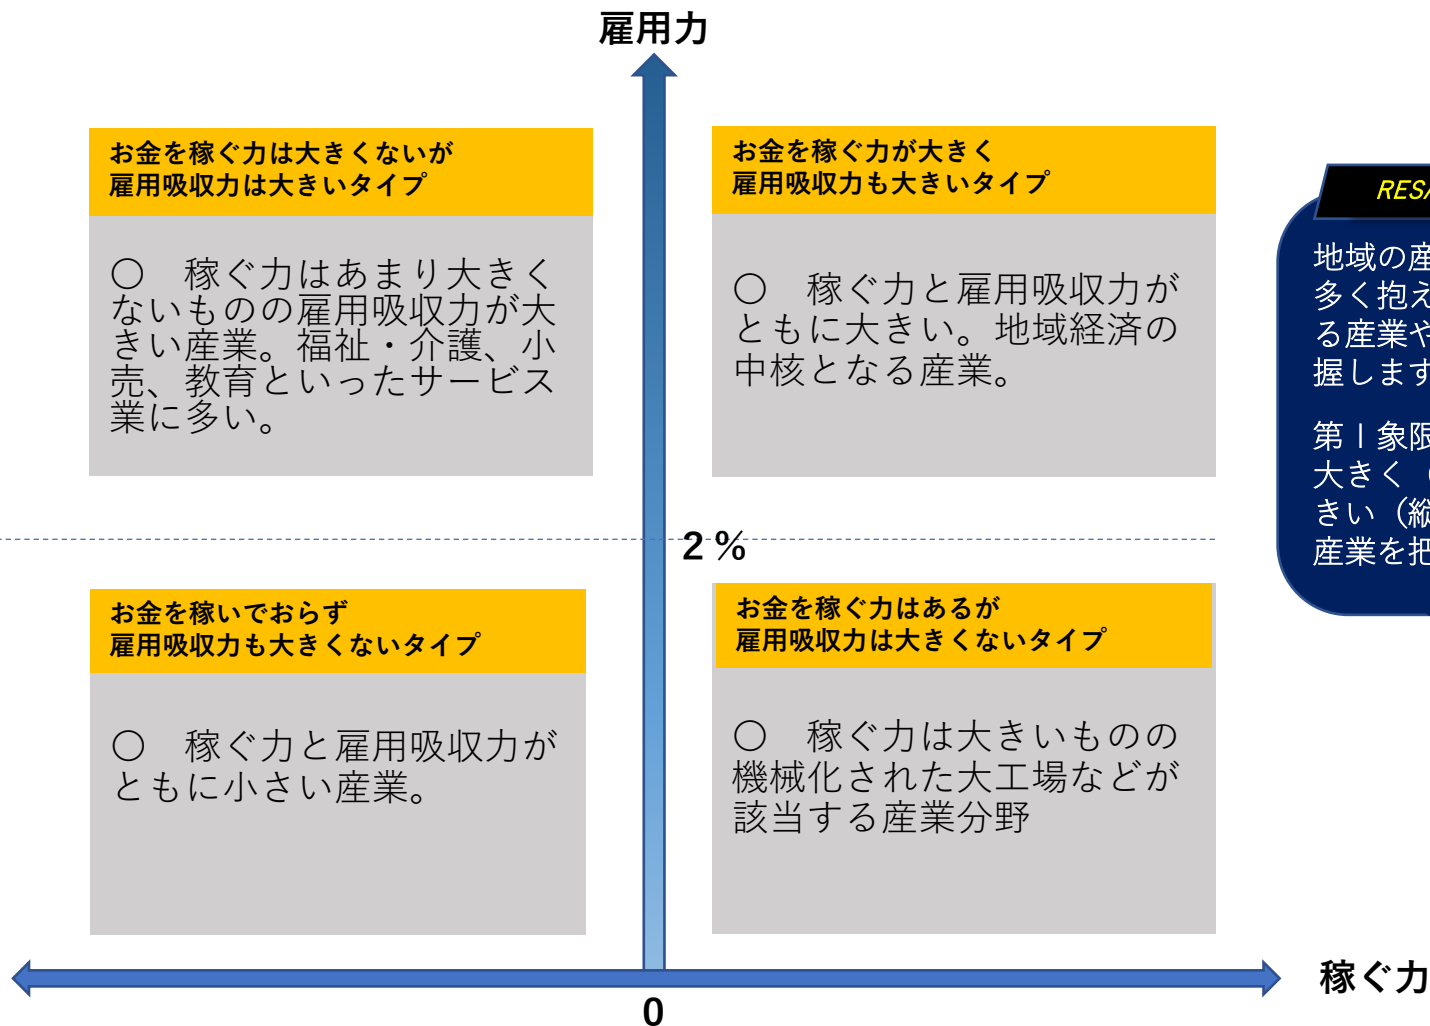 雇用力
お金を稼ぐ力は大きくないが
雇用吸収力は大きいタイプ
〇　稼ぐ力はあまり大きく
ないものの雇用吸収力が大
きい産業。福祉・介護、小
売、教育といったサービス
業に多い。
お金を稼ぐ力が大きく
雇用吸収力も大きいタイプ
〇　稼ぐ力と雇用吸収力が
ともに大きい。地域経済の
中核となる産業。
2％
お金を稼いでおらず
雇用吸収力も大きくないタイプ
〇　稼ぐ力と雇用吸収力が
ともに小さい産業。
お金を稼ぐ力はあるが
雇用吸収力は大きくないタイプ
〇　稼ぐ力は大きいものの
機械化された大工場などが
該当する産業分野
0
稼ぐ力
RESA
地域の産
多く抱え
る産業や
握します
第Ⅰ象限
大きく（
きい（縦
産業を把